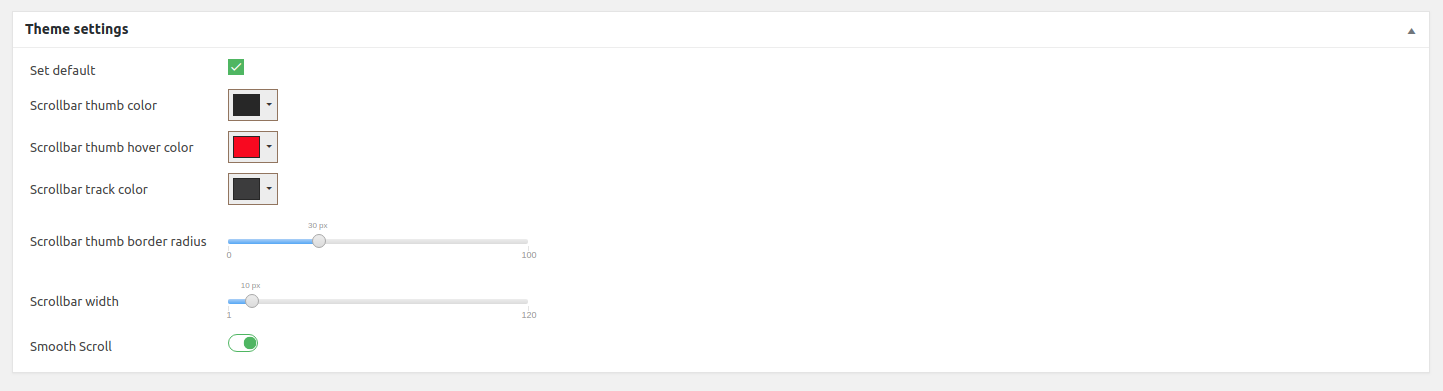 Theme settings
Set default
Scrollbar thumb color
Scrollbar thumb hover color
Scrollbar track color
30 px
Scrollbar thumb border radius
0 100
10 px
Scrollbar width
1 120
Smooth Scroll